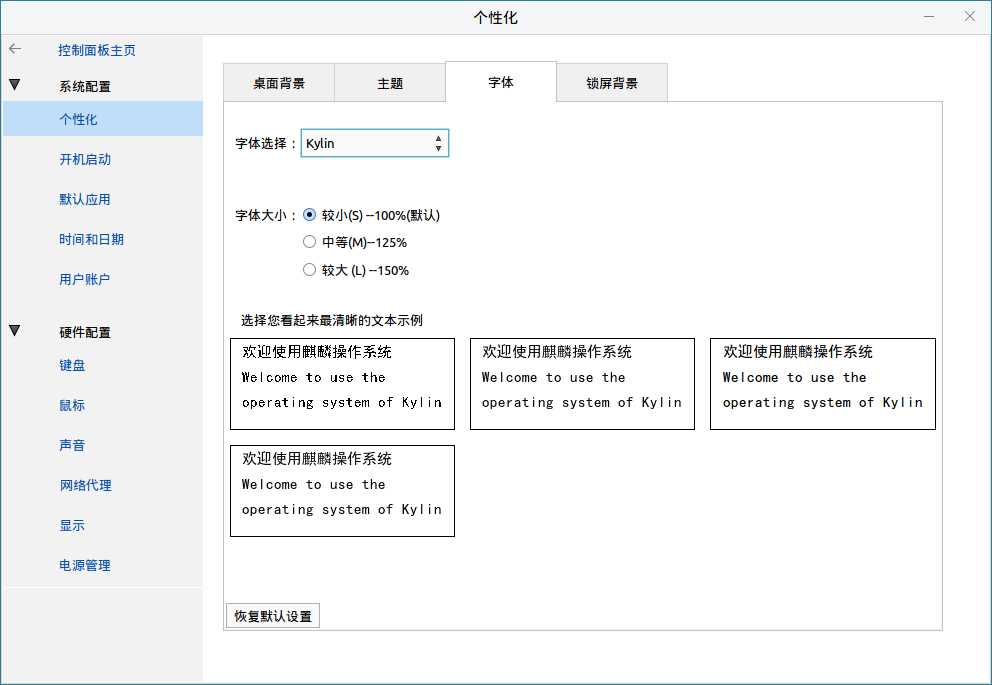 个性化
控制面板主页
系统配置
个性化
开机启动
默认应用
时间和日期
用户账户
硬件配置
键盘
鼠标
声音
网络代理
显示
电源管理
桌面背景 主题 字体 锁屏背景
字体选择： Kylin
字体大小： 较小(S) --100%(默认)
中等(M)--125%
较大 (L) --150%
选择您看起来最清晰的文本示例
欢迎使用麒麟操作系统
Welcome to use the
operating system of Kylin
欢迎使用麒麟操作系统
Welcome to use the
operating system of Kylin
欢迎使用麒麟操作系统
Welcome to use the
operating system of Kylin
欢迎使用麒麟操作系统
Welcome to use the
operating system of Kylin
恢复默认设置